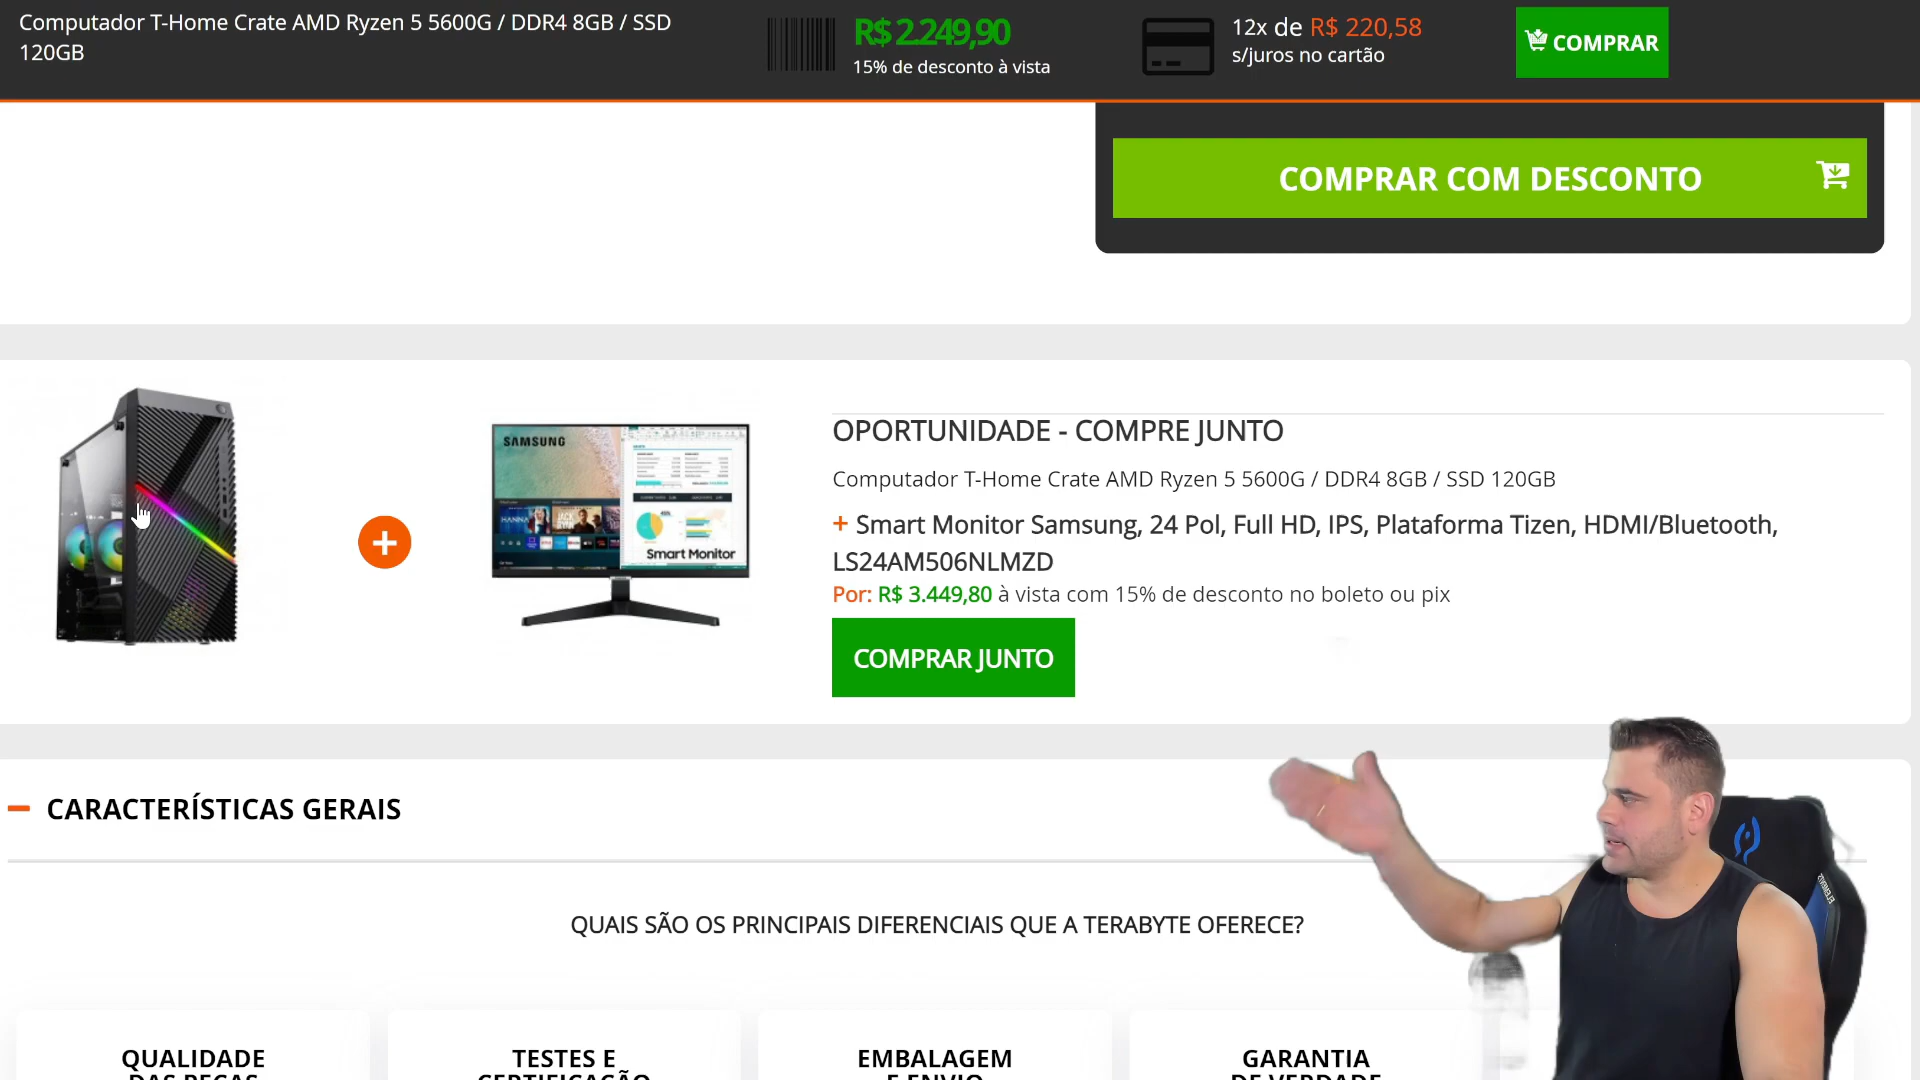 Computador T-Home Crate AMD Ryzen 5 5600G / DDR4 8GB / SSD
120GB
R$ 2.249,90
15% de desconto à vista
12x de R$ 220,58
s/juros no cartão
COMPRAR
COMPRAR COM DESCONTO
SAMSUNG
Smart Monitor
OPORTUNIDADE - COMPRE JUNTO
Computador T-Home Crate AMD Ryzen 5 5600G / DDR4 8GB / SSD 120GB
+ Smart Monitor Samsung, 24 Pol, Full HD, IPS, Plataforma Tizen, HDMI/Bluetooth,
LS24AM506NLMZD
Por: R$ 3.449,80 à vista com 15% de desconto no boleto ou pix
COMPRAR JUNTO
CARACTERÍSTICAS GERAIS
QUAIS SÃO OS PRINCIPAIS DIFERENCIAIS QUE A TERABYTE OFERECE?
QUALIDADE
DAS PEÇAS
TESTES E
CERTIFICAÇÃO
EMBALAGEM
E ENVIO
GARANTIA
DE VERDADE